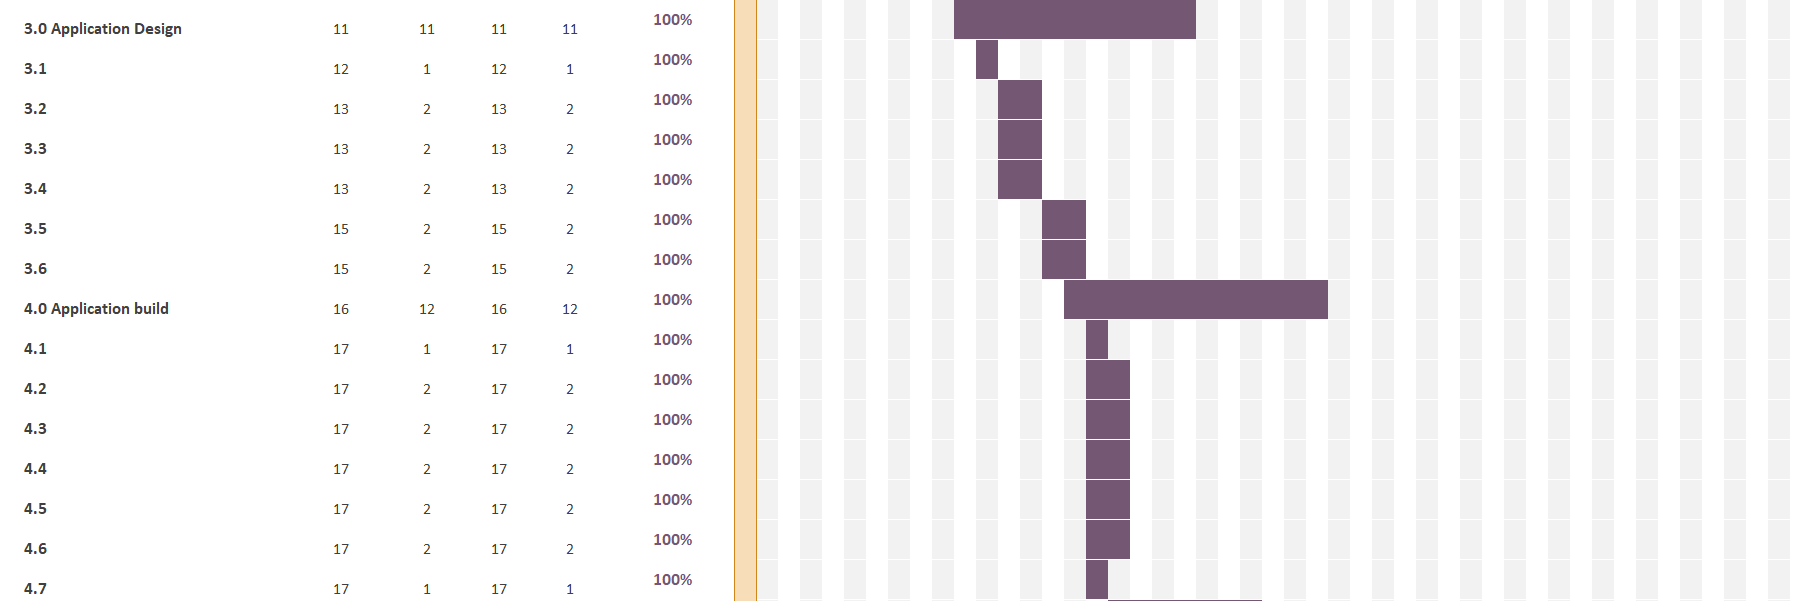 3.0 Application Design 11 11 11 11 100%
3.1 12 1 12 1 100%
3.2 13 2 13 2 100%
3.3 13 2 13 2 100%
3.4 13 2 13 2 100%
3.5 15 2 15 2 100%
3.6 15 2 15 2 100%
4.0 Application build 16 12 16 12 100%
4.1 17 1 17 1 100%
4.2 17 2 17 2 100%
4.3 17 2 17 2 100%
4.4 17 2 17 2 100%
4.5 17 2 17 2 100%
4.6 17 2 17 2 100%
4.7 17 1 17 1 100%